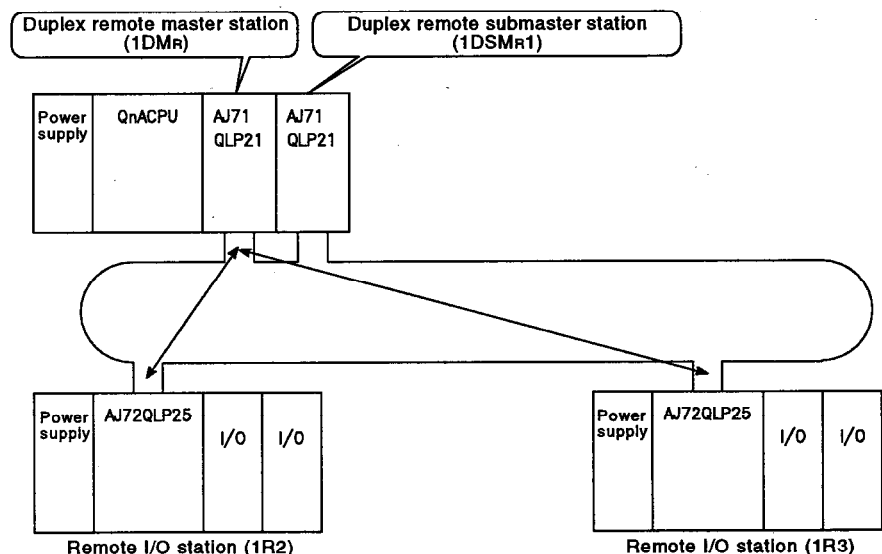 Duplex remote master station
(1DMR)
Duplex remote submaster station
(1DSMR1)
Power
supply
QnACPU
AJ71
QLP21
AJ71
QLP21
Power
supply
AJ72QLP25
I/O
I/O
Remote I/O station (1R2)
Power
supply
AJ72QLP25
I/O
I/O
Remote I/O station (1R3)